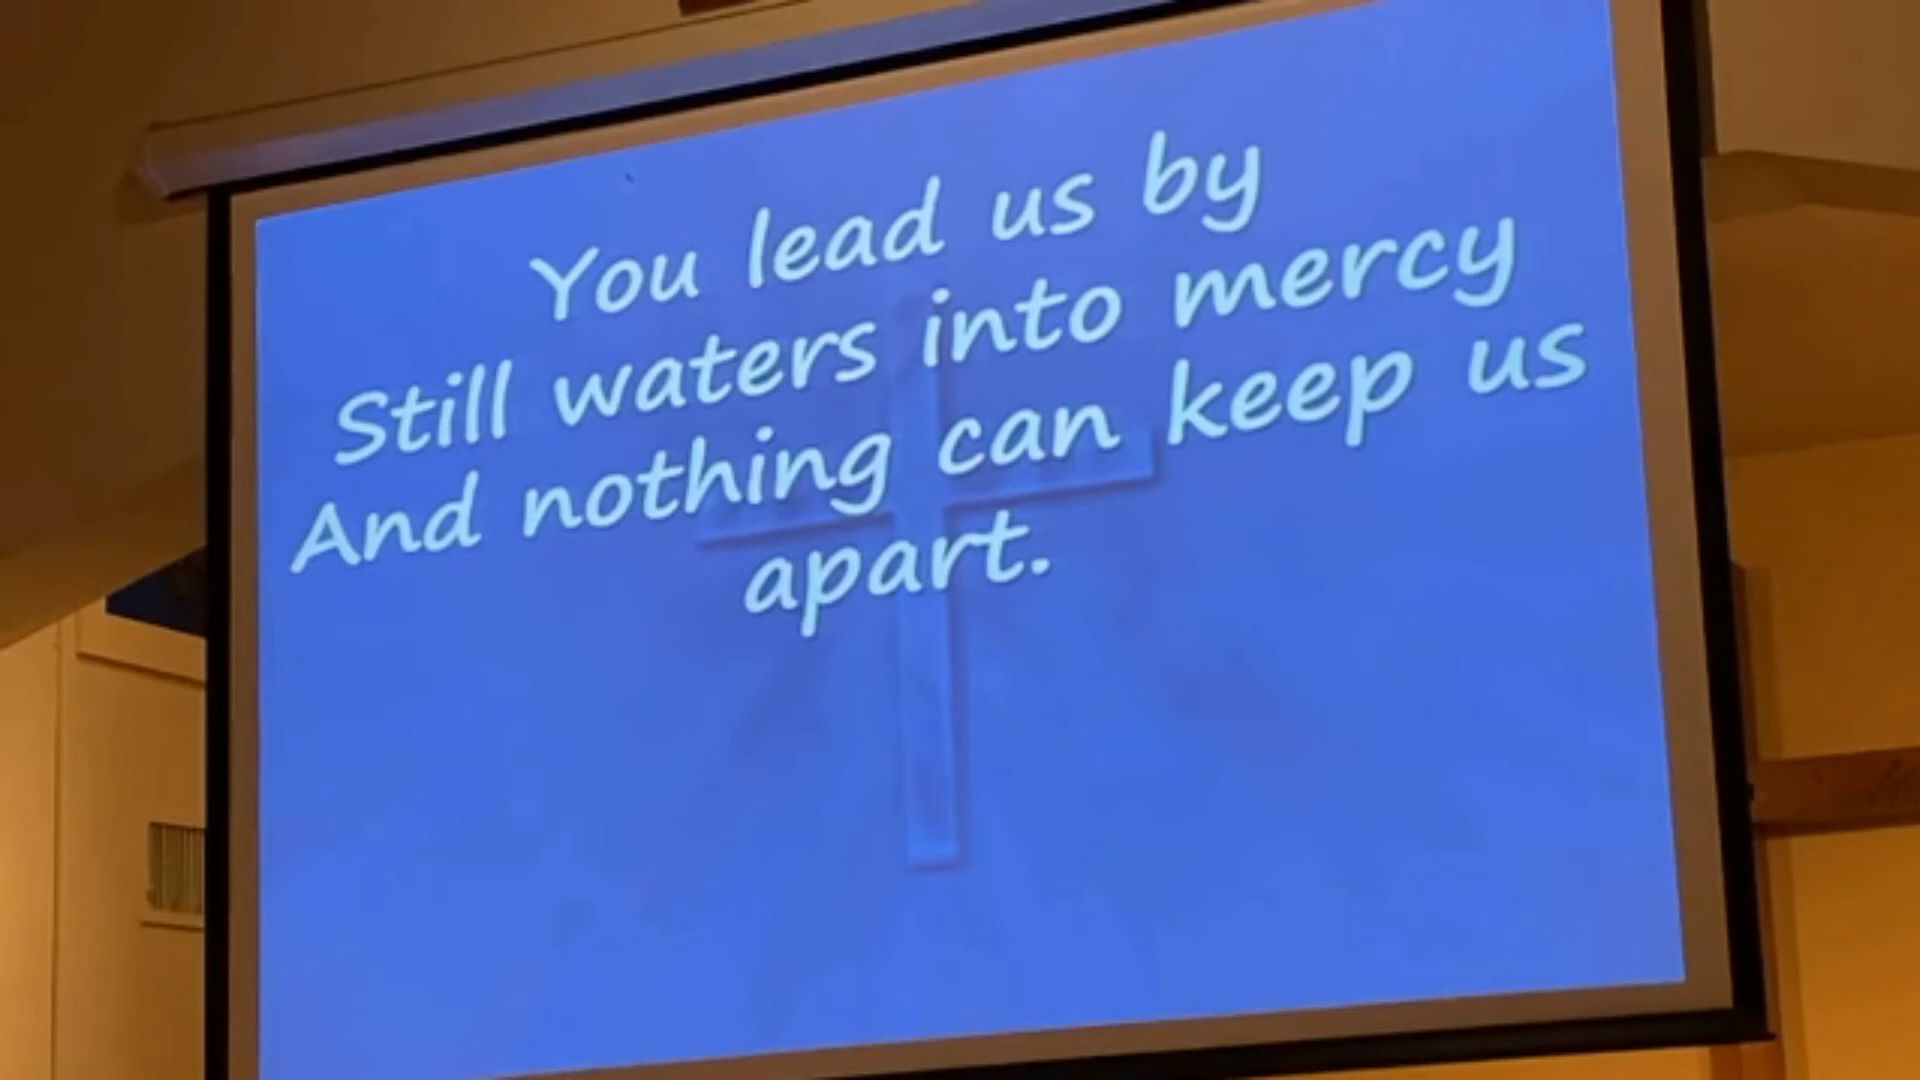 You lead us by
Still waters into mercy
And nothing can keep us
apart.